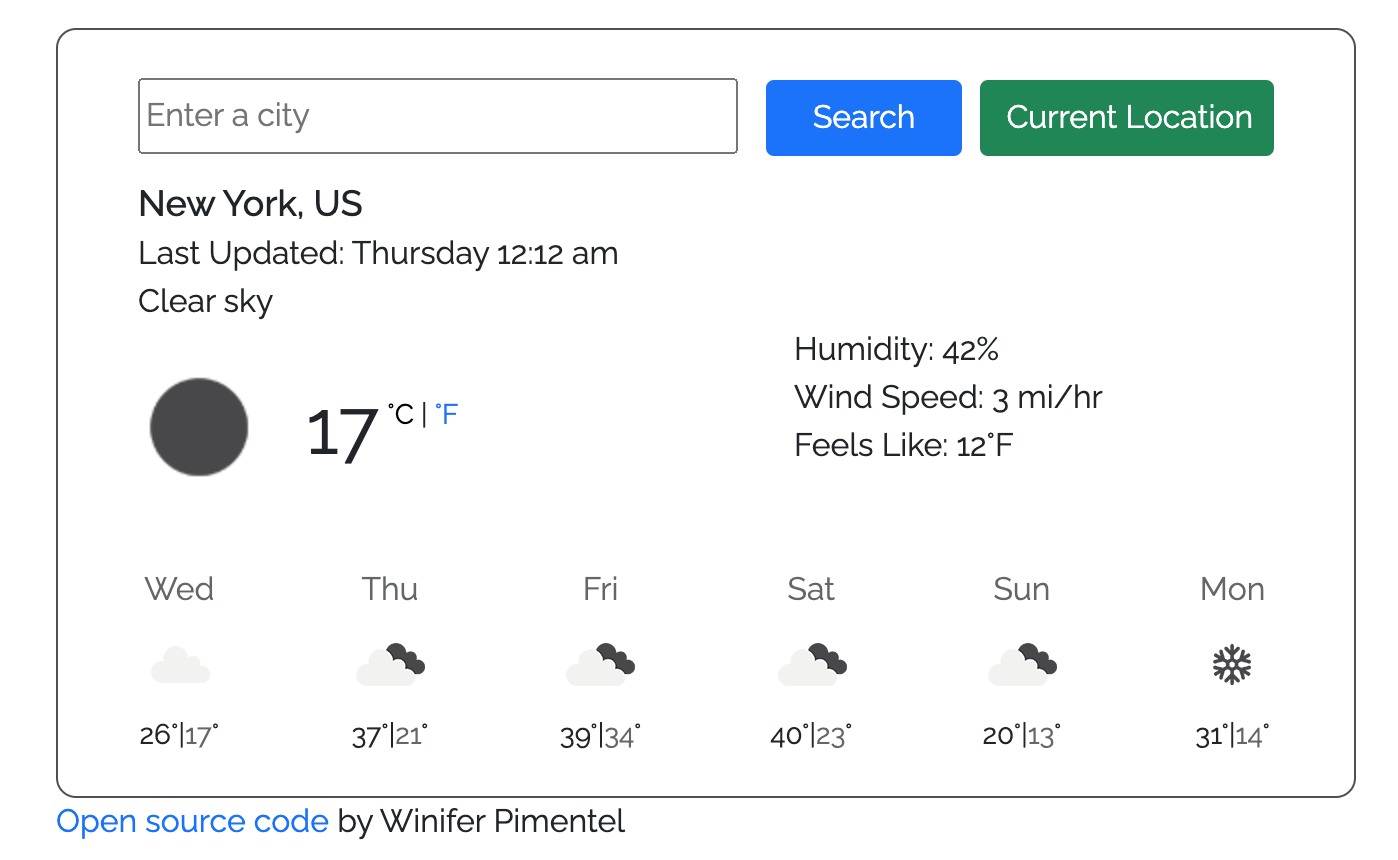 Enter a city
Search
Current Location
New York, US
Last Updated: Thursday 12:12 am
Clear sky
17 °C | °F
Humidity: 42%
Wind Speed: 3 mi/hr
Feels Like: 12°F
Wed Thu Fri Sat Sun Mon
26°|17° 37°|21° 39°|34° 40°|23° 20°|13° 31°|14°
Open source code by Winifer Pimentel